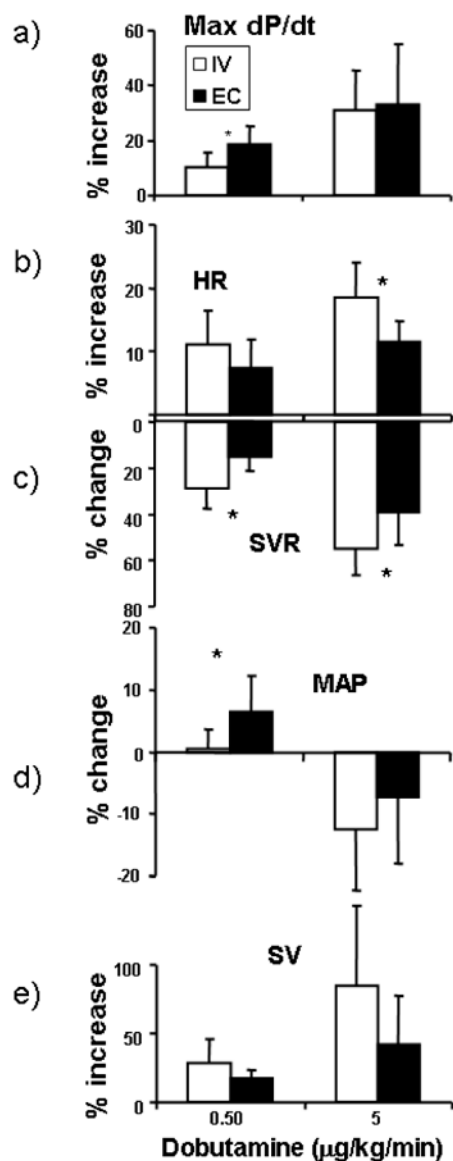 a)
Max dP/dt
IV
EC
% increase
60
40
20
0
*
b)
HR
% increase
30
20
10
*
c)
SVR
% change
0
20
40
60
80
*
*
d)
MAP
% change
20
10
0
-10
-20
*
e)
SV
% increase
100
50
0
0.50 5
Dobutamine (μg/kg/min)